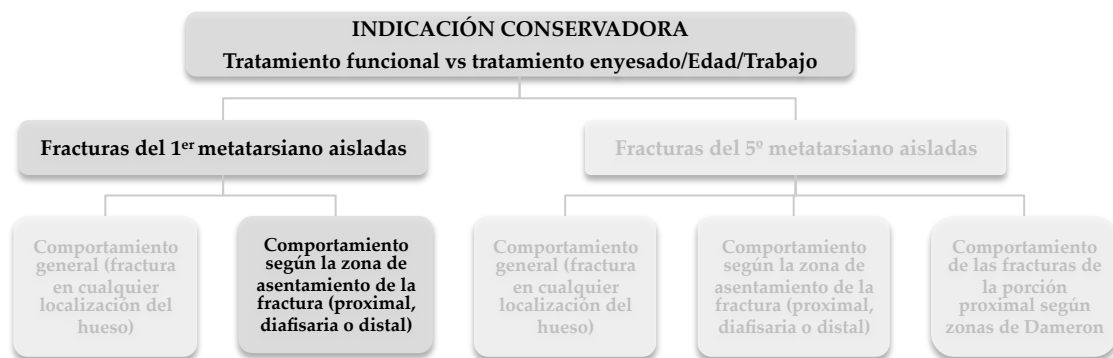 INDICACIÓN CONSERVADORA
Tratamiento funcional vs tratamiento enyesado/Edad/Trabajo
Fracturas del 1er metatarsiano aisladas
Fracturas del 5º metatarsiano aisladas
Comportamiento
general (fractura
en cualquier
localización del
hueso)
Comportamiento
según la zona de
asentamiento de la
fractura (proximal,
diafisaria o distal)
Comportamiento
general (fractura
en cualquier
localización del
hueso)
Comportamiento
según la zona de
asentamiento de la
fractura (proximal,
diafisaria o distal)
Comportamiento
de las fracturas de
la porción
proximal según
zonas de Dameron